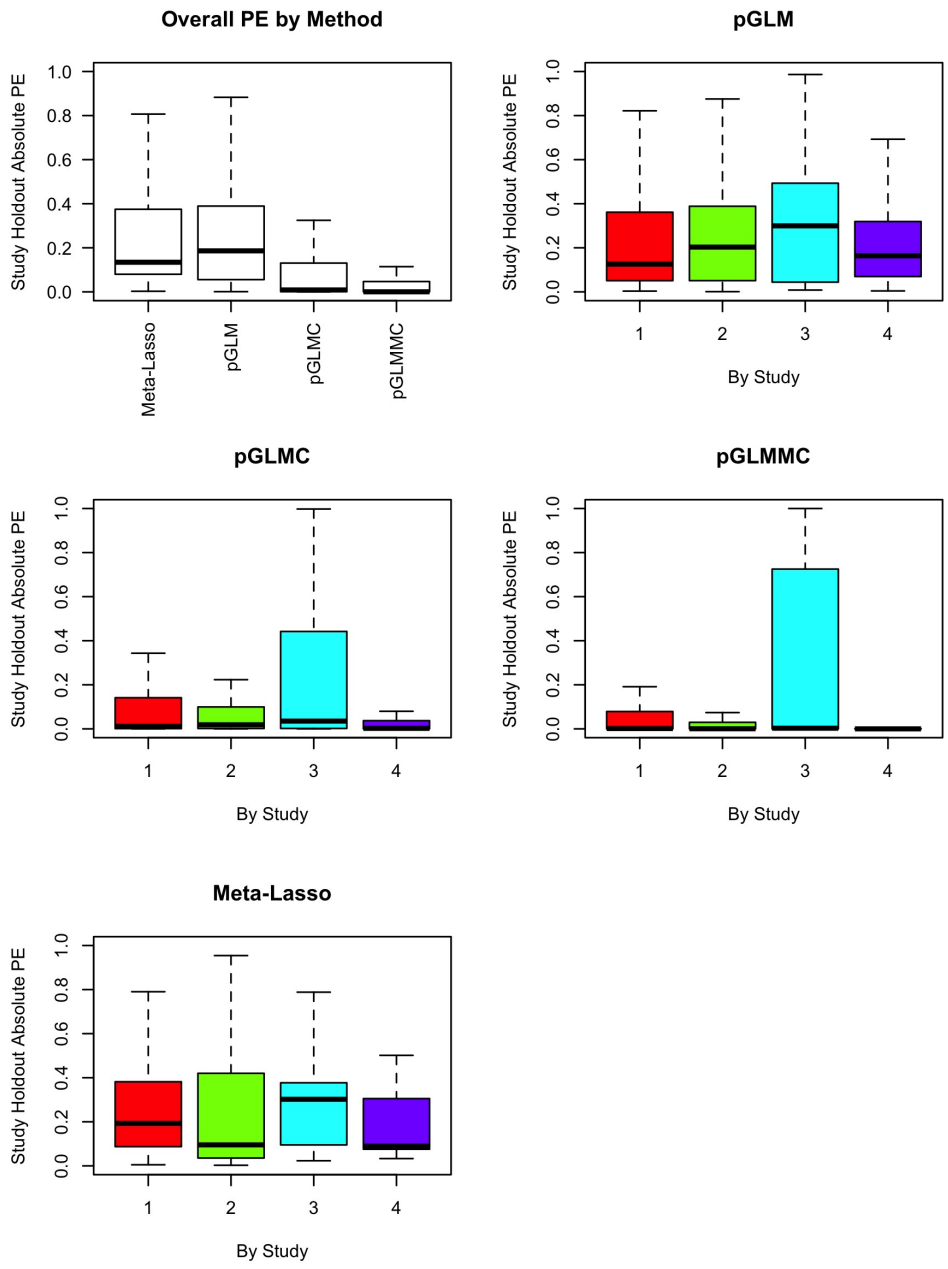 Overall PE by Method
Study Holdout Absolute PE
1.0
0.8
0.6
0.4
0.2
0.0
Meta-Lasso
pGLM
pGLMC
pGLMMC
pGLM
Study Holdout Absolute PE
0.0 0.2 0.4 0.6 0.8 1.0
1 2 3 4
By Study
pGLMC
Study Holdout Absolute PE
0.0 0.2 0.4 0.6 0.8 1.0
1 2 3 4
By Study
pGLMMC
Study Holdout Absolute PE
0.0 0.2 0.4 0.6 0.8 1.0
1 2 3 4
By Study
Meta-Lasso
Study Holdout Absolute PE
0.0 0.2 0.4 0.6 0.8 1.0
1 2 3 4
By Study